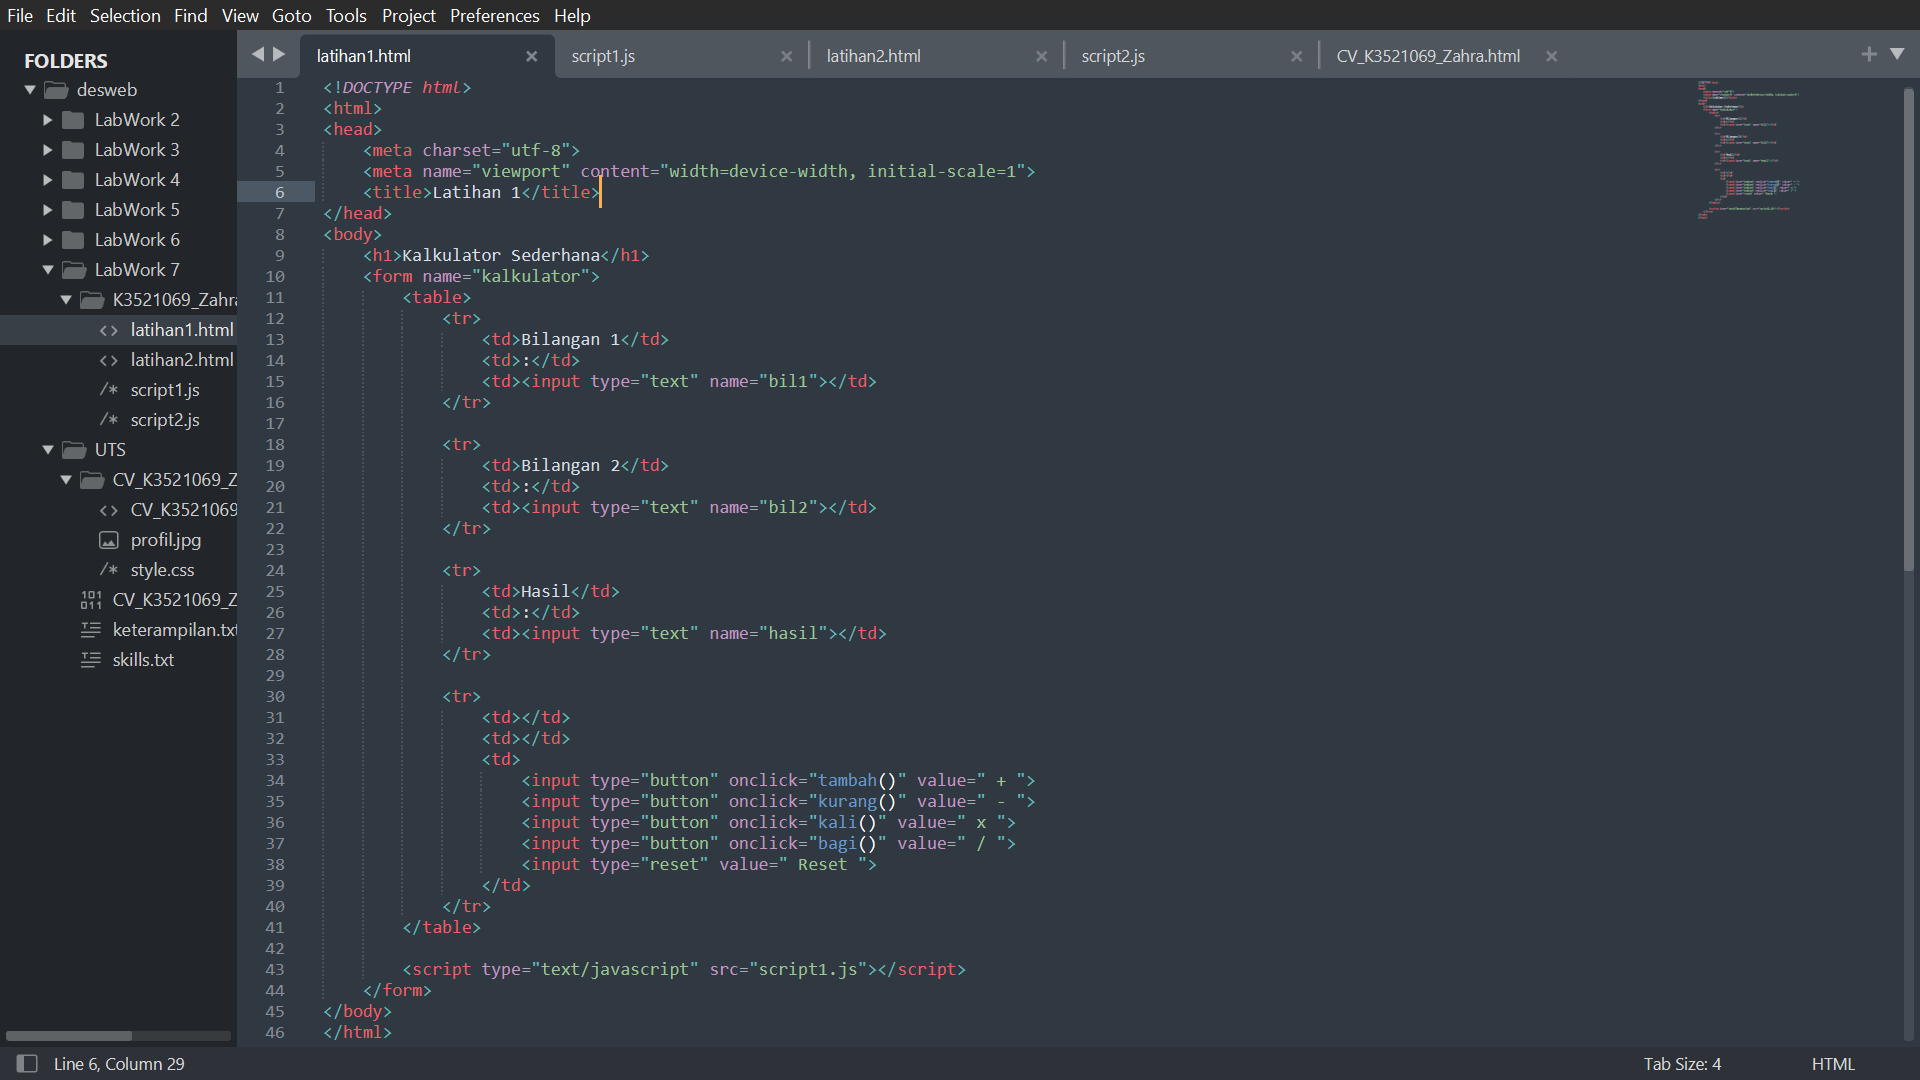 File Edit Selection Find View Goto Tools Project Preferences Help
FOLDERS
desweb
LabWork 2
LabWork 3
LabWork 4
LabWork 5
LabWork 6
LabWork 7
K3521069_Zahra
latihan1.html
latihan2.html
script1.js
script2.js
UTS
CV_K3521069_Z
CV_K3521069
profil.jpg
style.css
CV_K3521069_Z
keterampilan.txt
skills.txt
latihan1.html script1.js latihan2.html script2.js CV_K3521069_Zahra.html
1 <!DOCTYPE html>
2 <html>
3 <head>
4 <meta charset="utf-8">
5 <meta name="viewport" content="width=device-width, initial-scale=1">
6 <title>Latihan 1</title>
7 </head>
8 <body>
9 <h1>Kalkulator Sederhana</h1>
10 <form name="kalkulator">
11 <table>
12 <tr>
13 <td>Bilangan 1</td>
14 <td>:</td>
15 <td><input type="text" name="bil1"></td>
16 </tr>
17
18 <tr>
19 <td>Bilangan 2</td>
20 <td>:</td>
21 <td><input type="text" name="bil2"></td>
22 </tr>
23
24 <tr>
25 <td>Hasil</td>
26 <td>:</td>
27 <td><input type="text" name="hasil"></td>
28 </tr>
29
30 <tr>
31 <td></td>
32 <td></td>
33 <td>
34 <input type="button" onclick="tambah()" value=" + ">
35 <input type="button" onclick="kurang()" value=" - ">
36 <input type="button" onclick="kali()" value=" x ">
37 <input type="button" onclick="bagi()" value=" / ">
38 <input type="reset" value=" Reset ">
39 </td>
40 </tr>
41 </table>
42
43 <script type="text/javascript" src="script1.js"></script>
44 </form>
45 </body>
46 </html>
Line 6, Column 29 Tab Size: 4 HTML